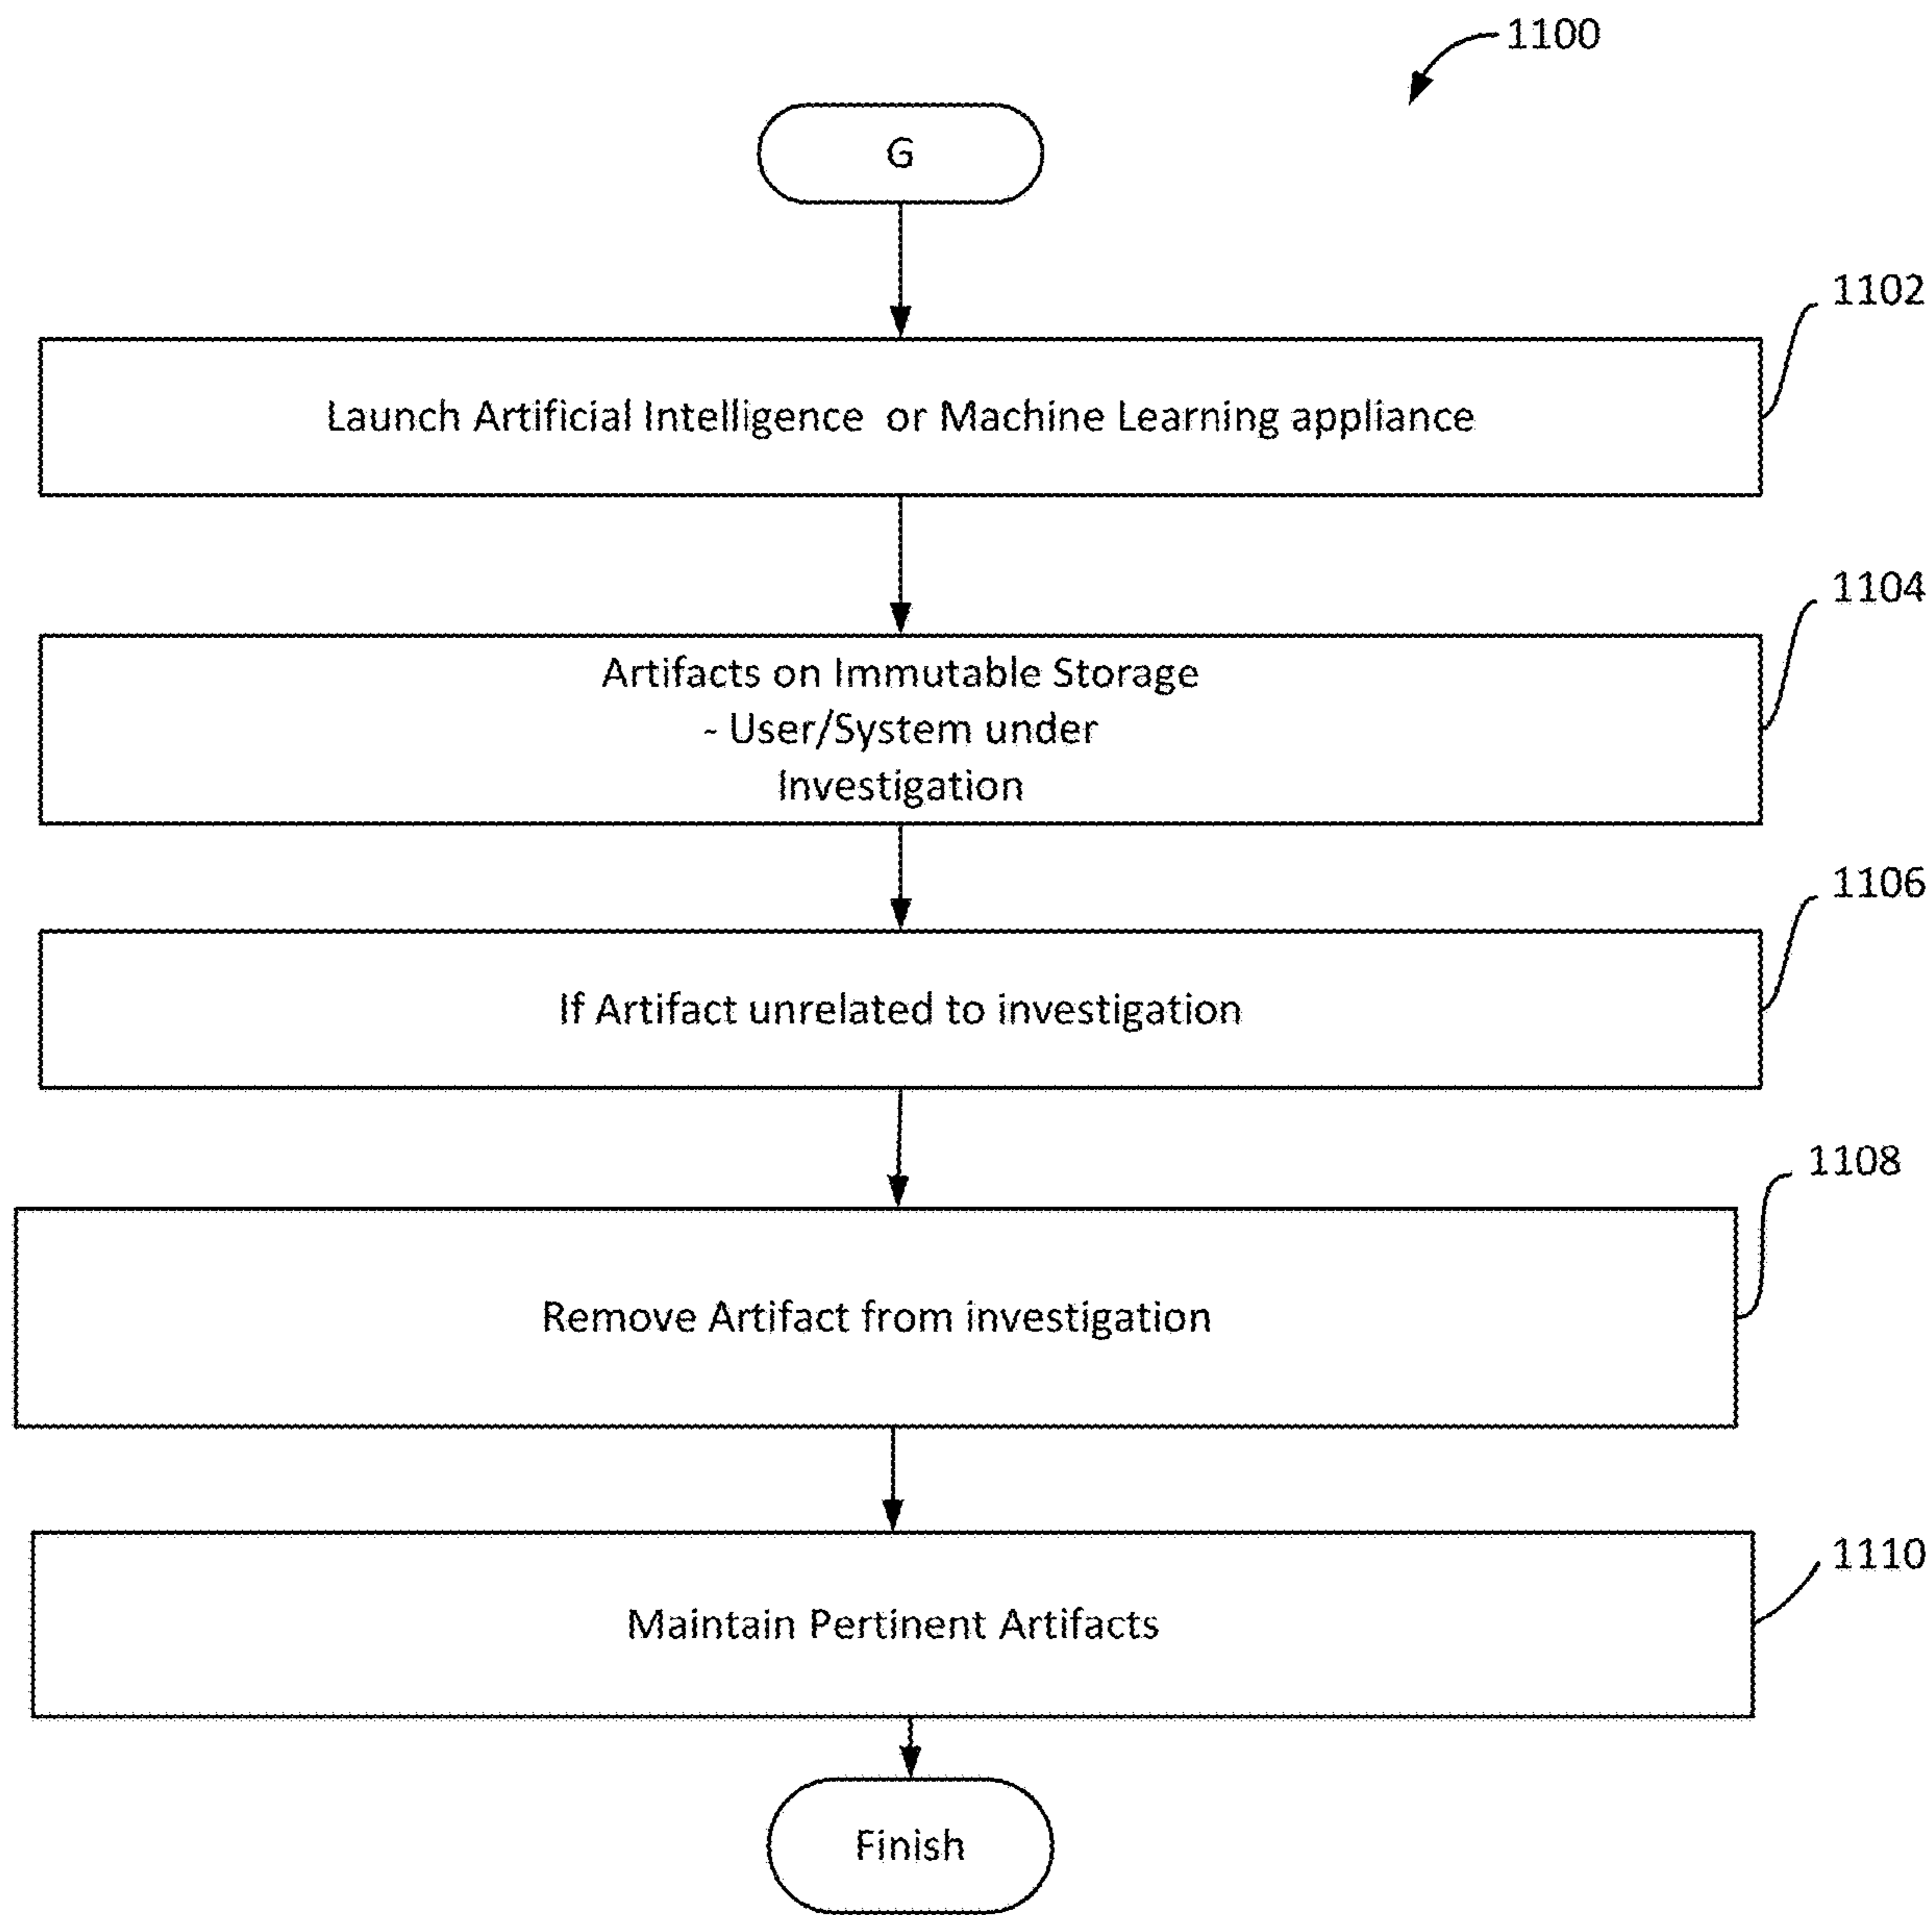 1100
G
1102
Launch Artificial Intelligence or Machine Learning appliance
1104
Artifacts on Immutable Storage
- User/System under
Investigation
1106
If Artifact unrelated to investigation
1108
Remove Artifact from investigation
1110
Maintain Pertinent Artifacts
Finish